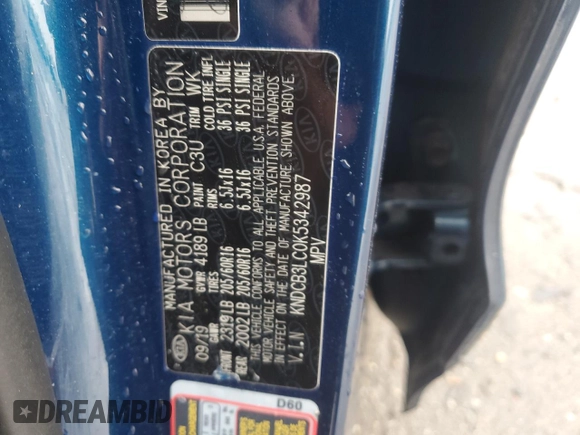 VIN
MANUFACTURED IN KOREA BY
KIA MOTORS CORPORATION
09/19 GVWR 4189 LB PAINT C3U TRIM WK
GAWR TIRES RIMS COLD TIRE INFL
FRONT 2319 LB 205/60R16 6.5Jx16 36 PSI SINGLE
REAR 2002 LB 205/60R16 6.5Jx16 36 PSI SINGLE
THIS VEHICLE CONFORMS TO ALL APPLICABLE U.S.A. FEDERAL
MOTOR VEHICLE SAFETY AND THEFT PREVENTION STANDARDS
IN EFFECT ON THE DATE OF MANUFACTURE SHOWN ABOVE.
V.I.N KNDCB3LC0K5342987
MPV
D60
DREAMBID